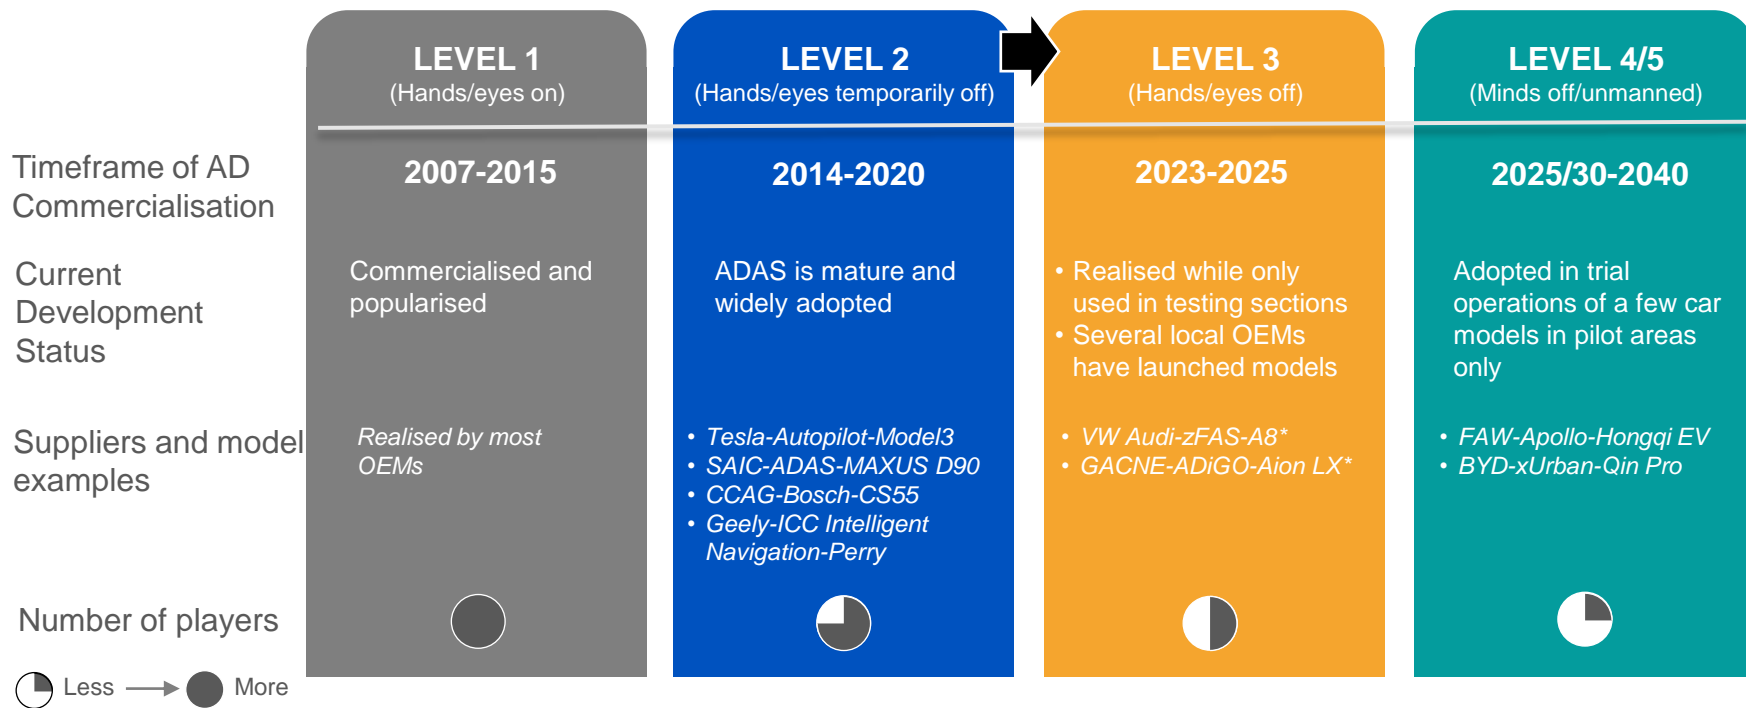 LEVEL 1
(Hands/eyes on)
LEVEL 2
(Hands/eyes temporarily off)
LEVEL 3
(Hands/eyes off)
LEVEL 4/5
(Minds off/unmanned)
Timeframe of AD
Commercialisation
2007-2015
2014-2020
2023-2025
2025/30-2040
Current
Development
Status
Commercialised and
popularised
ADAS is mature and
widely adopted
• Realised while only
used in testing sections
• Several local OEMs
have launched models
Adopted in trial
operations of a few car
models in pilot areas
only
Suppliers and model
examples
Realised by most
OEMs
• Tesla-Autopilot-Model3
• SAIC-ADAS-MAXUS D90
• CCAG-Bosch-CS55
• Geely-ICC Intelligent
Navigation-Perry
• VW Audi-zFAS-A8*
• GACNE-ADiGO-Aion LX*
• FAW-Apollo-Hongqi EV
• BYD-xUrban-Qin Pro
Number of players
Less
More